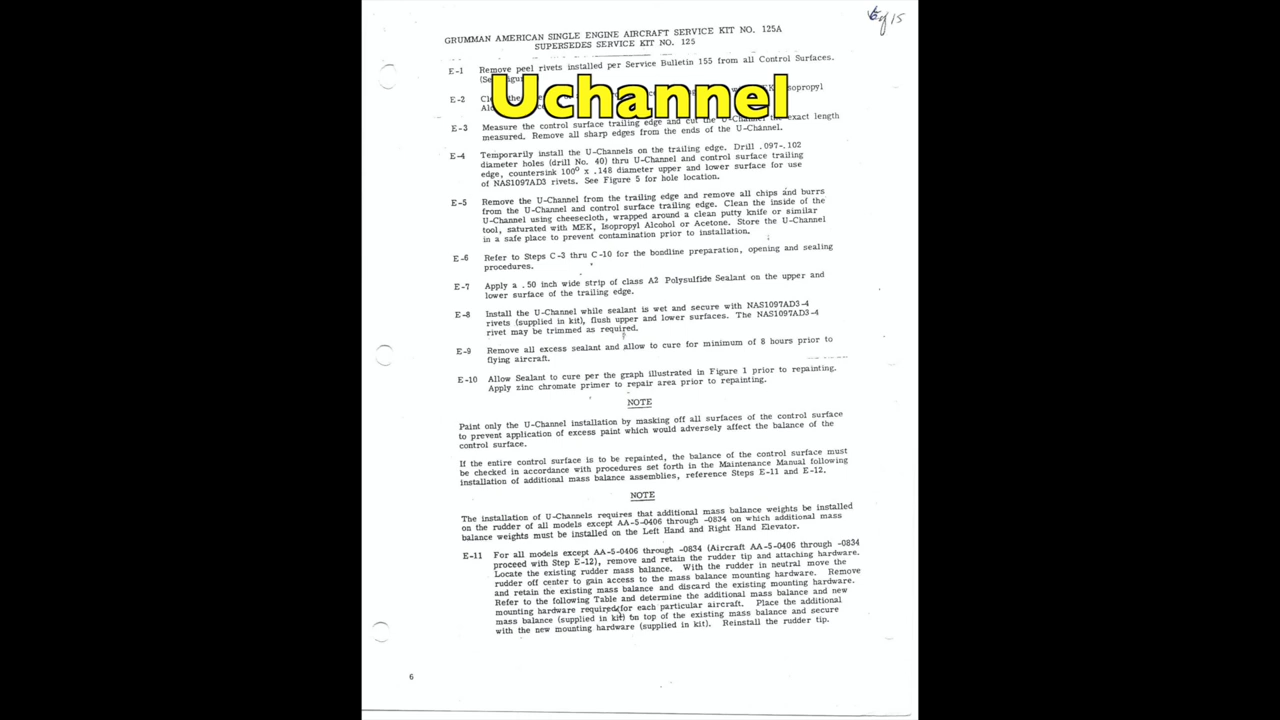 6 of 15
GRUMMAN AMERICAN SINGLE ENGINE AIRCRAFT SERVICE KIT NO. 125A
SUPERSEDES SERVICE KIT NO. 125
E-1 Remove peel rivets installed per Service Bulletin 155 from all Control Surfaces.
Uchannel
E-2
E-3 Measure the control surface trailing edge and cut the U-Channel the exact length
measured. Remove all sharp edges from the ends of the U-Channel.
E-4 Temporarily install the U-Channels on the trailing edge. Drill .097-.102
diameter holes (drill No. 40) thru U-Channel and control surface trailing
edge, countersink 100° x .148 diameter upper and lower surface for use
of NAS1097AD3 rivets. See Figure 5 for hole location.
E-5 Remove the U-Channel from the trailing edge and remove all chips and burrs
from the U-Channel and control surface trailing edge. Clean the inside of the
U-Channel using cheesecloth, wrapped around a clean putty knife or similar
tool, saturated with MEK, Isopropyl Alcohol or Acetone. Store the U-Channel
in a safe place to prevent contamination prior to installation.
E-6 Refer to Steps C-3 thru C-10 for the bondline preparation, opening and sealing
procedures.
E-7 Apply a .50 inch wide strip of class A2 Polysulfide Sealant on the upper and
lower surface of the trailing edge.
E-8 Install the U-Channel while sealant is wet and secure with NAS1097AD3-4
rivets (supplied in kit), flush upper and lower surfaces. The NAS1097AD3-4
rivet may be trimmed as required.
E-9 Remove all excess sealant and allow to cure for minimum of 8 hours prior to
flying aircraft.
E-10 Allow Sealant to cure per the graph illustrated in Figure 1 prior to repainting.
Apply zinc chromate primer to repair area prior to repainting.
NOTE
Paint only the U-Channel installation by masking off all surfaces of the control surface
to prevent application of excess paint which would adversely affect the balance of the
control surface.
If the entire control surface is to be repainted, the balance of the control surface must
be checked in accordance with procedures set forth in the Maintenance Manual following
installation of additional mass balance assemblies, reference Steps E-11 and E-12.
NOTE
The installation of U-Channels requires that additional mass balance weights be installed
on the rudder of all models except AA-5-0406 through -0834 on which additional mass
balance weights must be installed on the Left Hand and Right Hand Elevator.
E-11 For all models except AA-5-0406 through -0834 (Aircraft AA-5-0406 through -0834
proceed with Step E-12), remove and retain the rudder tip and attaching hardware.
Locate the existing rudder mass balance. With the rudder in neutral move the
rudder off center to gain access to the mass balance mounting hardware. Remove
and retain the existing mass balance and discard the existing mounting hardware.
Refer to the following Table and determine the additional mass balance and new
mounting hardware required for each particular aircraft. Place the additional
mass balance (supplied in kit) on top of the existing mass balance and secure
with the new mounting hardware (supplied in kit). Reinstall the rudder tip.
6